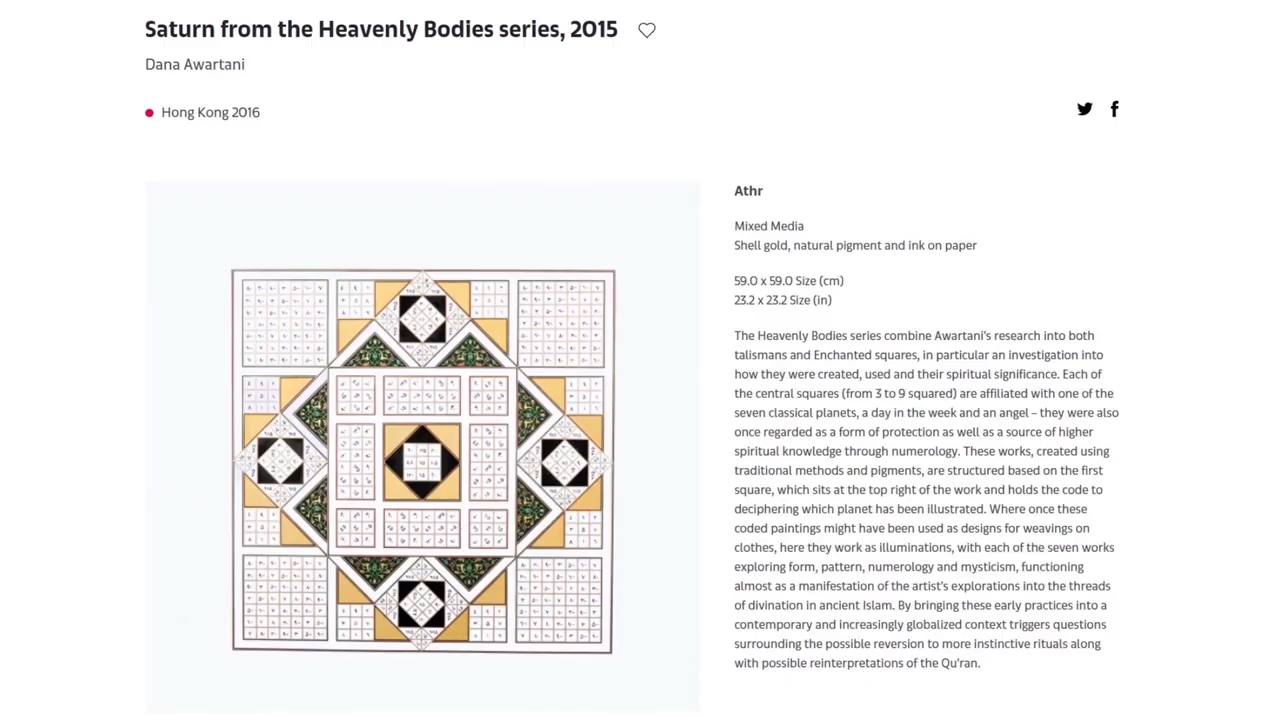 Saturn from the Heavenly Bodies series, 2015
Dana Awartani
Hong Kong 2016
Athr
Mixed Media
Shell gold, natural pigment and ink on paper
59.0 x 59.0 Size (cm)
23.2 x 23.2 Size (in)
The Heavenly Bodies series combine Awartani's research into both
talismans and Enchanted squares, in particular an investigation into
how they were created, used and their spiritual significance. Each of
the central squares (from 3 to 9 squared) are affiliated with one of the
seven classical planets, a day in the week and an angel – they were also
once regarded as a form of protection as well as a source of higher
spiritual knowledge through numerology. These works, created using
traditional methods and pigments, are structured based on the first
square, which sits at the top right of the work and holds the code to
deciphering which planet has been illustrated. Where once these
coded paintings might have been used as designs for weavings on
clothes, here they work as illuminations, with each of the seven works
exploring form, pattern, numerology and mysticism, functioning
almost as a manifestation of the artist's explorations into the threads
of divination in ancient Islam. By bringing these early practices into a
contemporary and increasingly globalized context triggers questions
surrounding the possible reversion to more instinctive rituals along
with possible reinterpretations of the Qu'ran.